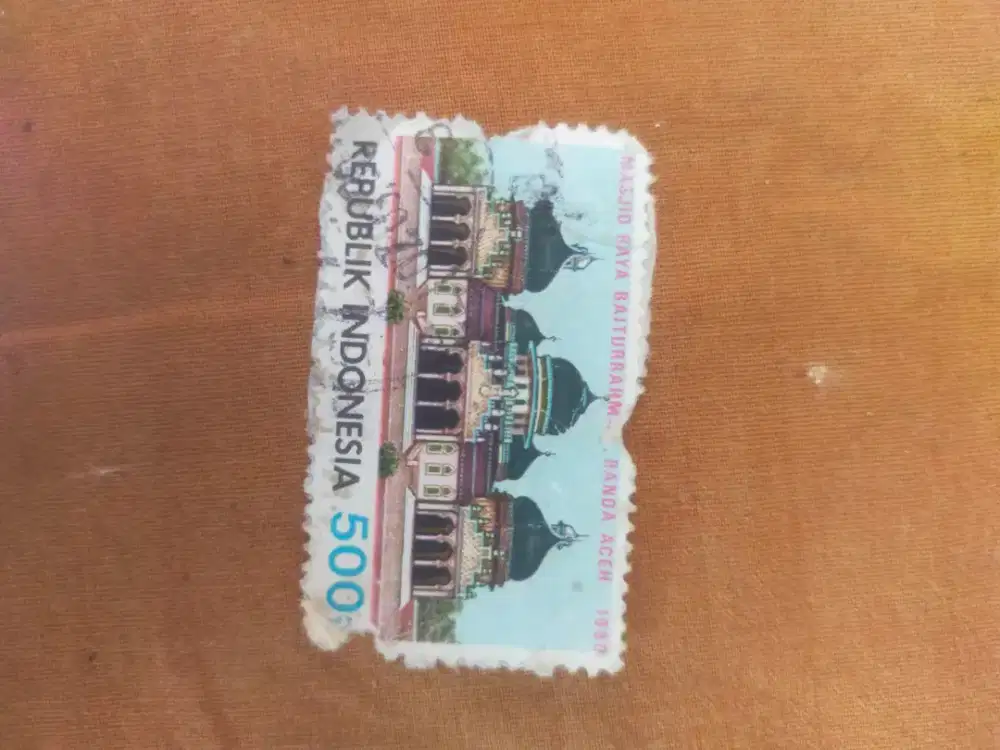 MASJID RAYA BAITURRAHM , BANDA ACEH 1990
REPUBLIK INDONESIA 500,-